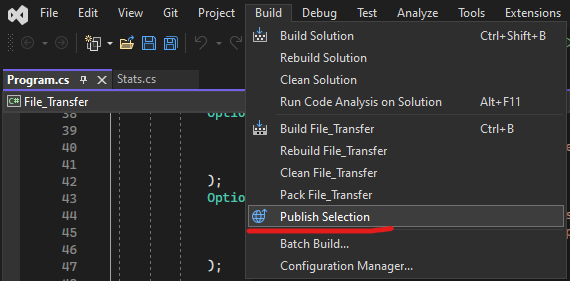 File Edit View Git Project Build Debug Test Analyze Tools Extensions
Build Solution Ctrl+Shift+B
Rebuild Solution
Clean Solution
Run Code Analysis on Solution Alt+F11
Build File_Transfer Ctrl+B
Rebuild File_Transfer
Clean File_Transfer
Pack File_Transfer
Publish Selection
Batch Build...
Configuration Manager...
Program.cs Stats.cs
C# File_Transfer
38 Optio
39
40
41
42 );
43 Optio
44
45
46
47 );